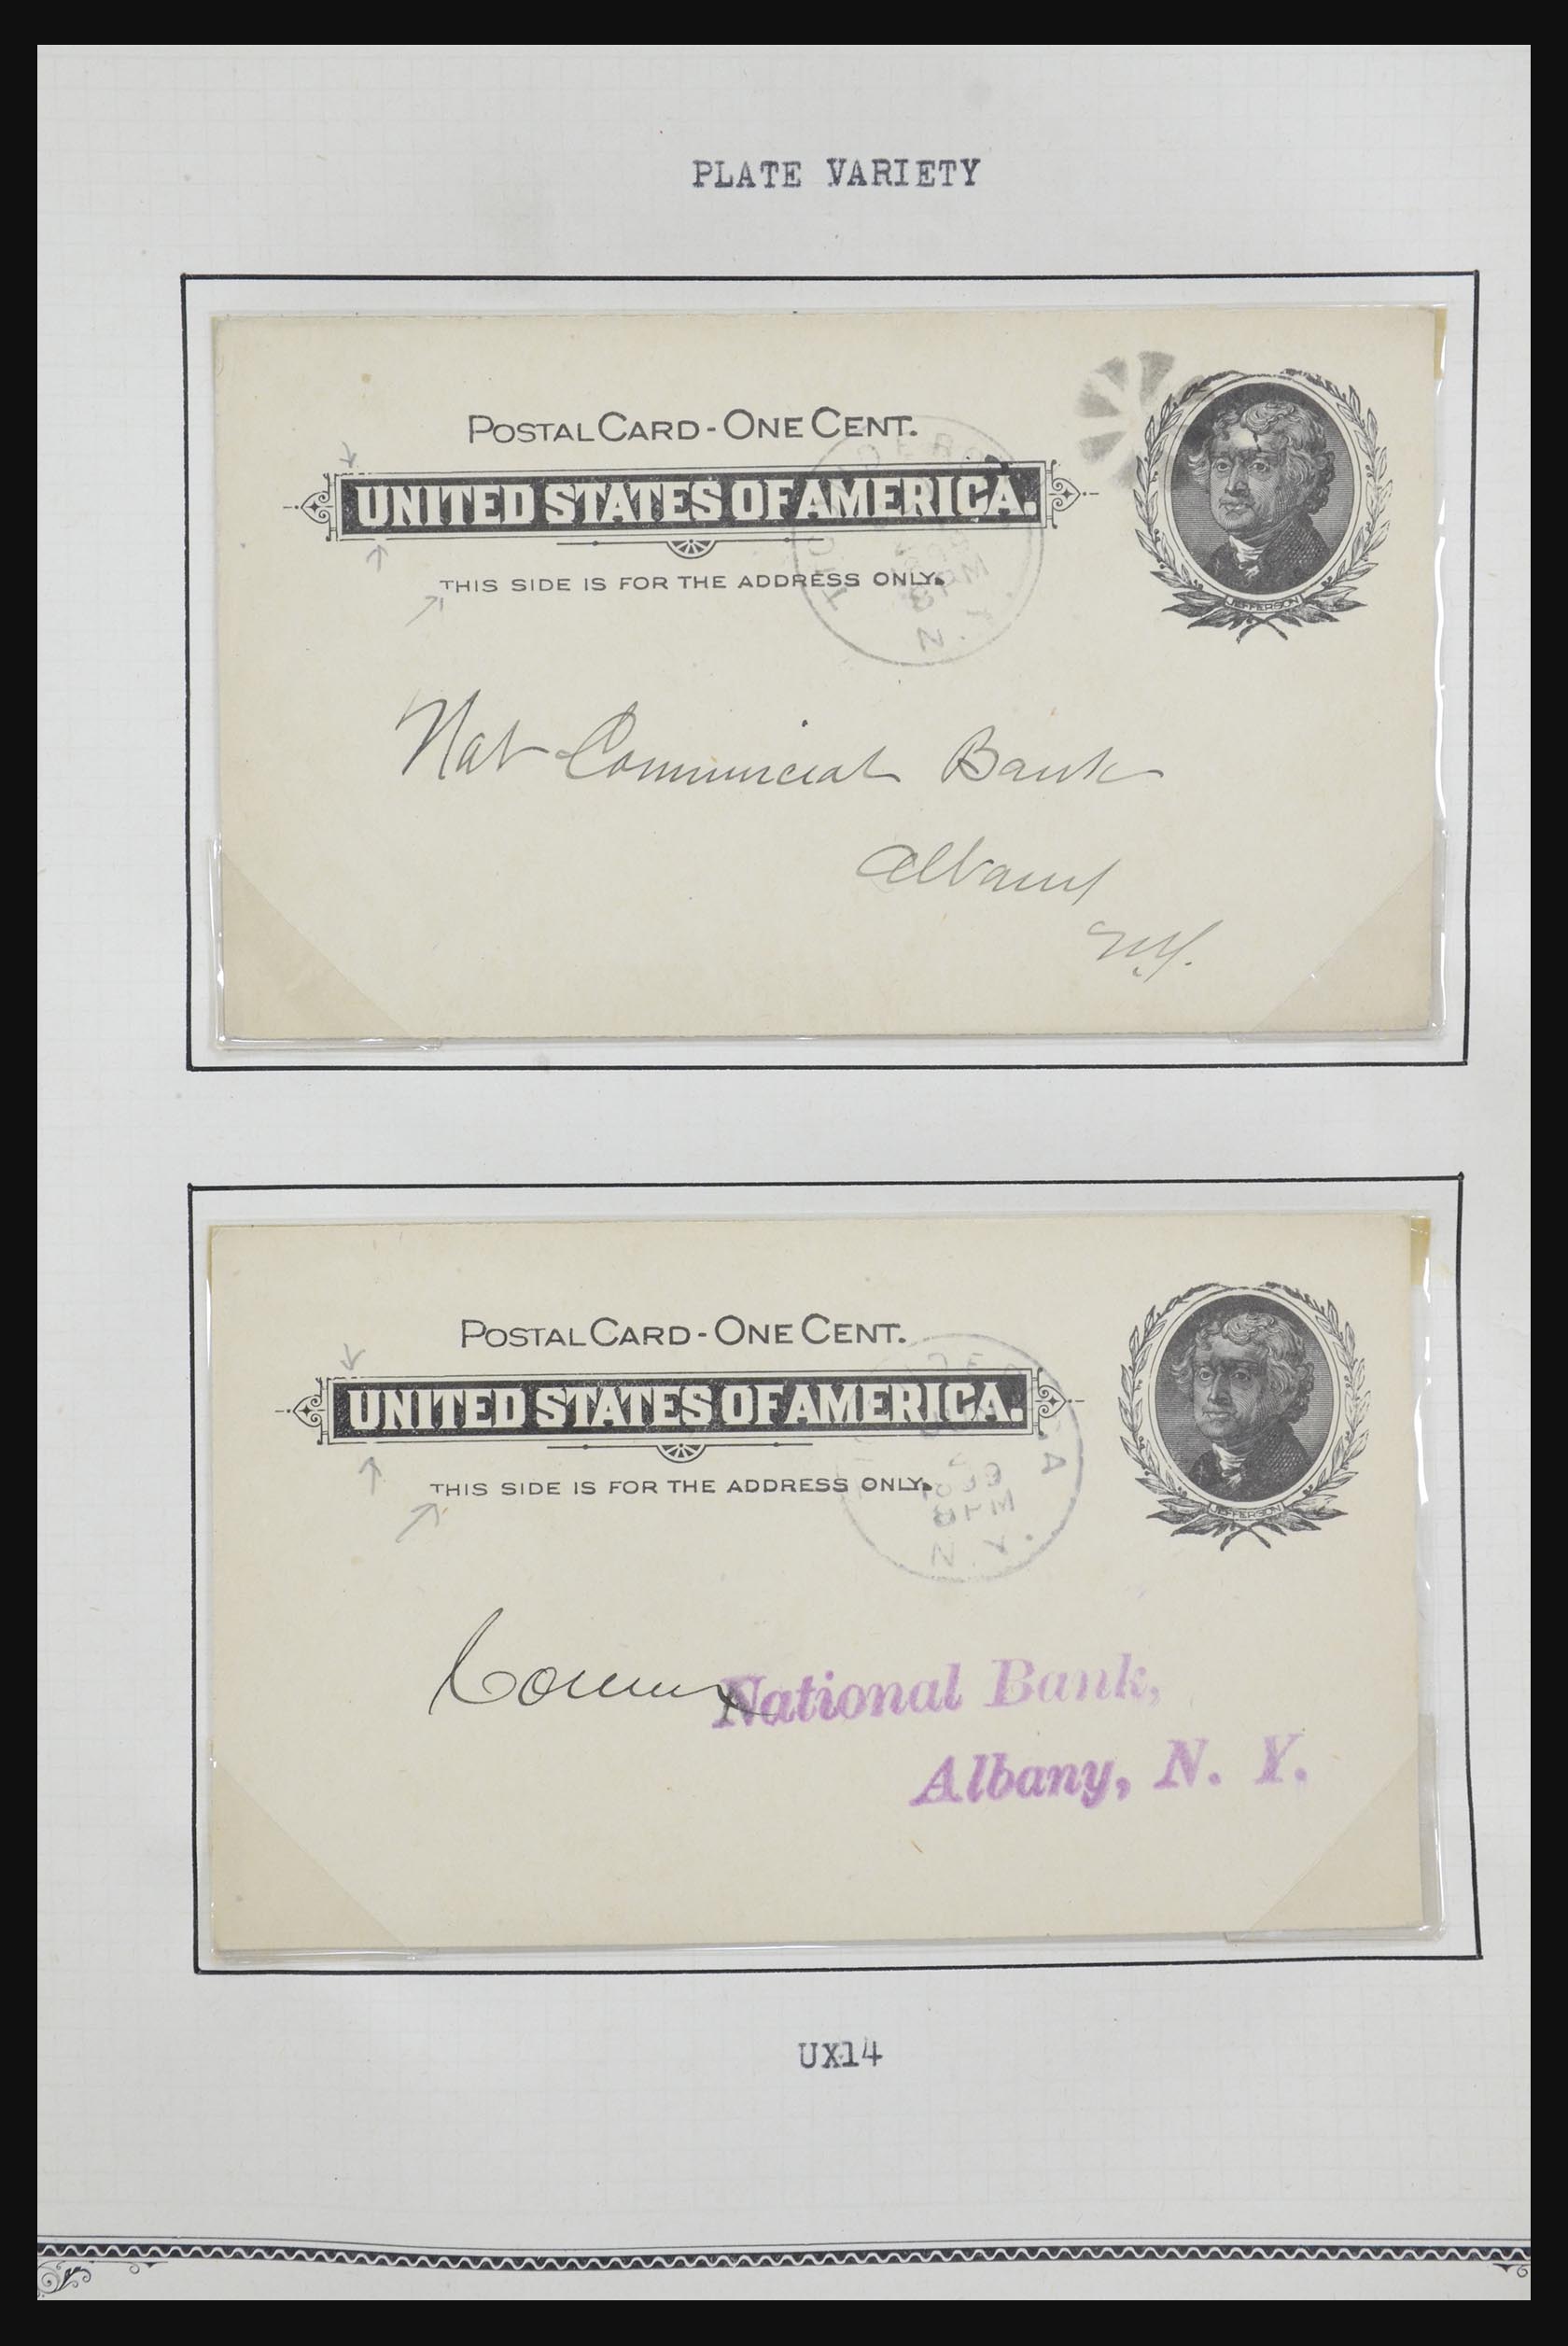 PLATE VARIETY
POSTAL CARD - ONE CENT.
UNITED STATES OF AMERICA.
THIS SIDE IS FOR THE ADDRESS ONLY.
JEFFERSON
N.Y.
Nat Commercial Bank
Albany
N.Y.
POSTAL CARD - ONE CENT.
UNITED STATES OF AMERICA.
THIS SIDE IS FOR THE ADDRESS ONLY.
JEFFERSON
8 PM
N.Y.
National Bank,
Albany, N. Y.
UX14